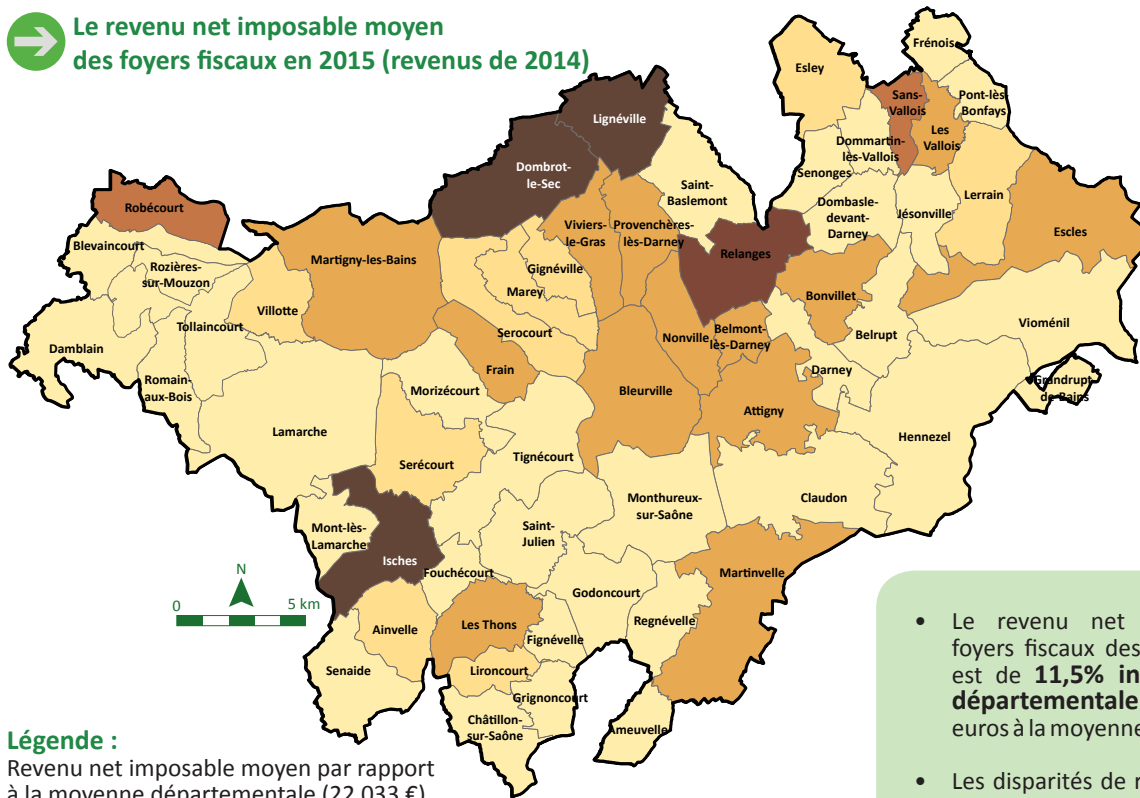 Le revenu net imposable moyen
des foyers fiscaux en 2015 (revenus de 2014)
Frénois
Esley
Sans-
Vallois
Pont-lès-
Bonfays
Les
Vallois
Lignéville
Dommartin-
lès-Vallois
Dombrot-
le-Sec
Senonges
Saint-
Baslemont
Lerrain
Robécourt
Dombasle-
devant-
Darney
Jésonville
Viviers-
le-Gras
Provenchères-
lès-Darney
Escles
Blevaincourt
Relanges
Martigny-les-Bains
Rozières-
sur-Mouzon
Gignéville
Marey
Bonvillet
Villotte
Vioménil
Tollaincourt
Serocourt
Belmont-
lès-Darney
Nonville
Belrupt
Damblain
Frain
Darney
Romain-
aux-Bois
Morizécourt
Bleurville
Grandrupt-
de-Bains
Attigny
Lamarche
Hennezel
Tignécourt
Serécourt
Monthureux-
sur-Saône
Claudon
Mont-lès-
Lamarche
Saint-
Julien
Isches
Fouchécourt
Martinvelle
N
0 5 km
Godoncourt
Regnévelle
Ainvelle
Les Thons
Fignévelle
Senaide
Lironcourt
Grignoncourt
Châtillon-
sur-Saône
Ameuvelle
Légende :
Revenu net imposable moyen par rapport
à la moyenne départementale (22 033 €)
• Le revenu net
foyers fiscaux des
est de 11,5% in
départementale
euros à la moyenne
• Les disparités de r